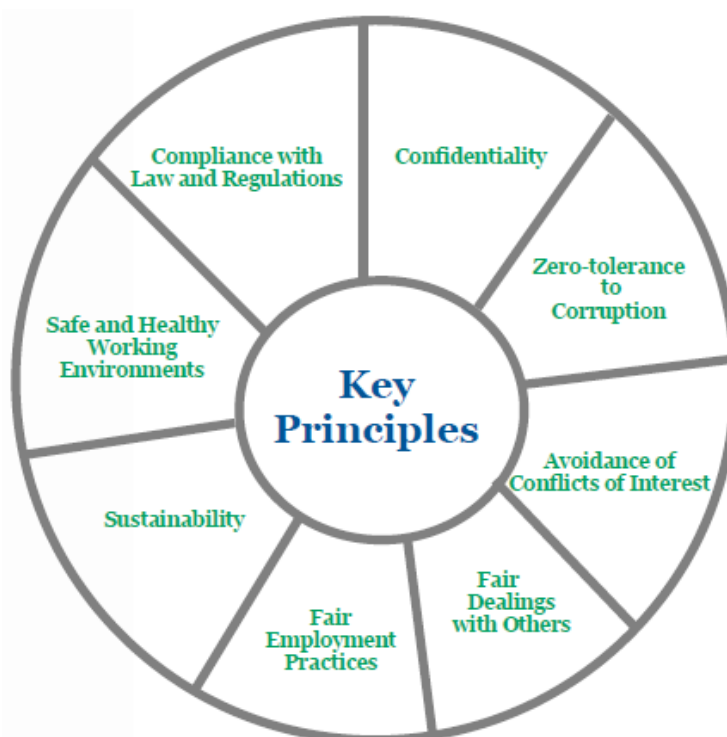 Compliance with
Law and Regulations
Confidentiality
Zero-tolerance
to
Corruption
Safe and Healthy
Working
Environments
Key
Principles
Avoidance of
Conflicts of Interest
Sustainability
Fair
Dealings
with Others
Fair
Employment
Practices